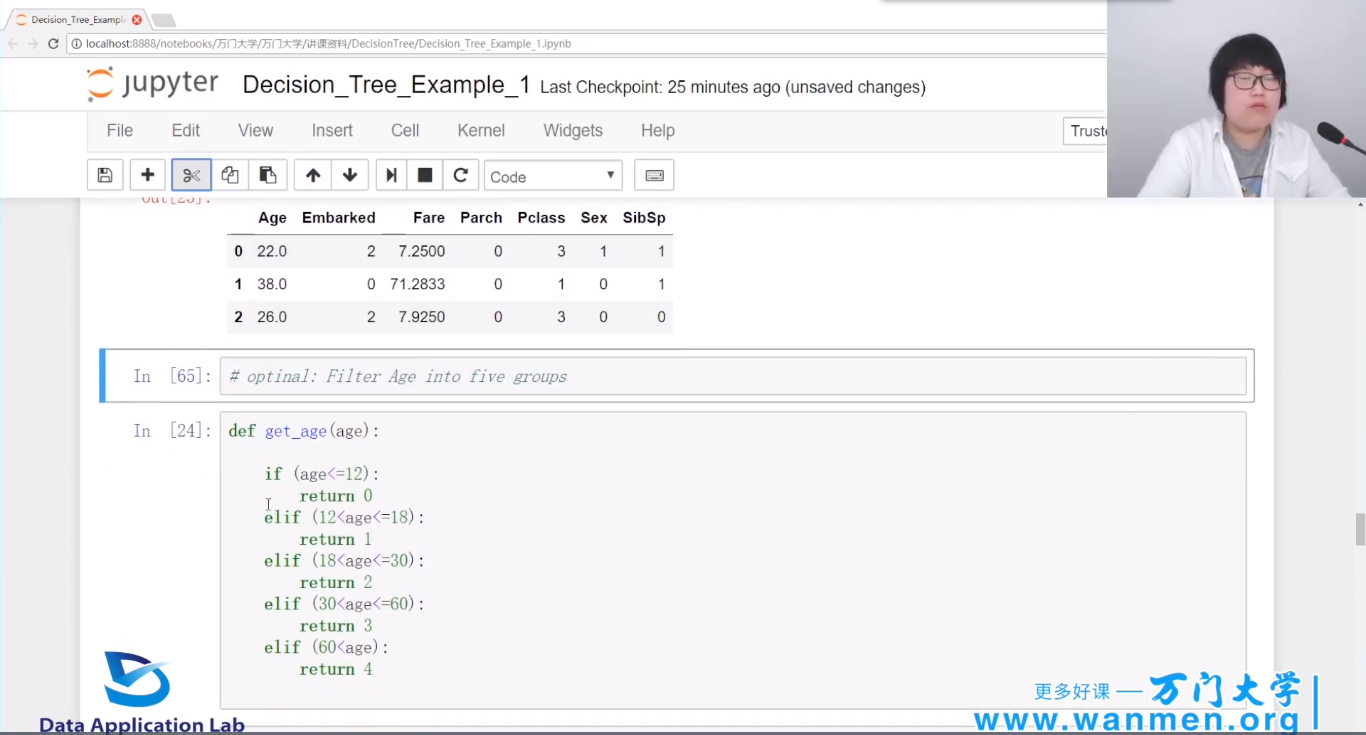 Decision_Tree_Example
localhost:8888/notebooks/万门大学/万门大学/讲课资料/DecisionTree/Decision_Tree_Example_1.ipynb
jupyter Decision_Tree_Example_1 Last Checkpoint: 25 minutes ago (unsaved changes)
File Edit View Insert Cell Kernel Widgets Help Truste
Code
Out[23]:
Age Embarked Fare Parch Pclass Sex SibSp
0 22.0 2 7.2500 0 3 1 1
1 38.0 0 71.2833 0 1 0 1
2 26.0 2 7.9250 0 3 0 0
In [65]: # optinal: Filter Age into five groups
In [24]: def get_age(age):
if (age<=12):
return 0
elif (12<age<=18):
return 1
elif (18<age<=30):
return 2
elif (30<age<=60):
return 3
elif (60<age):
return 4
Data Application Lab
更多好课 — 万门大学
www.wanmen.org